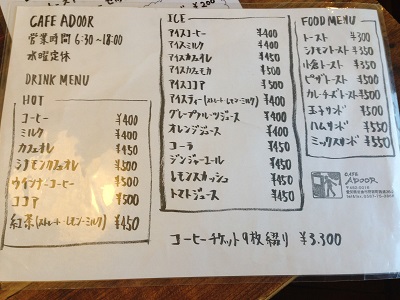 CAFE ADOOR
営業時間 6:30~18:00
水曜定休
DRINK MENU
HOT
コーヒー ¥400
ミルク ¥400
カフェオレ ¥450
シナモンカフェオレ ¥500
ウインナーコーヒー ¥500
ココア ¥500
紅茶(ストレート・レモン・ミルク) ¥450
ICE
アイスコーヒー ¥400
アイスミルク ¥400
アイスカフェオレ ¥450
アイスカフェモカ ¥500
アイスココア ¥500
アイスティー(ストレート・レモン・ミルク) ¥450
グレープフルーツジュース ¥400
オレンジジュース ¥400
コーラ ¥450
ジンジャーエール ¥450
レモンスカッシュ ¥450
トマトジュース ¥450
FOOD MENU
トースト ¥300
シナモントースト ¥350
小倉トースト ¥350
ピザトースト ¥500
カレーチーズトースト ¥500
玉子サンド ¥500
ハムサンド ¥550
ミックスサンド ¥550
CAFE
ADOOR
コーヒーチケット9枚綴り ¥3,300